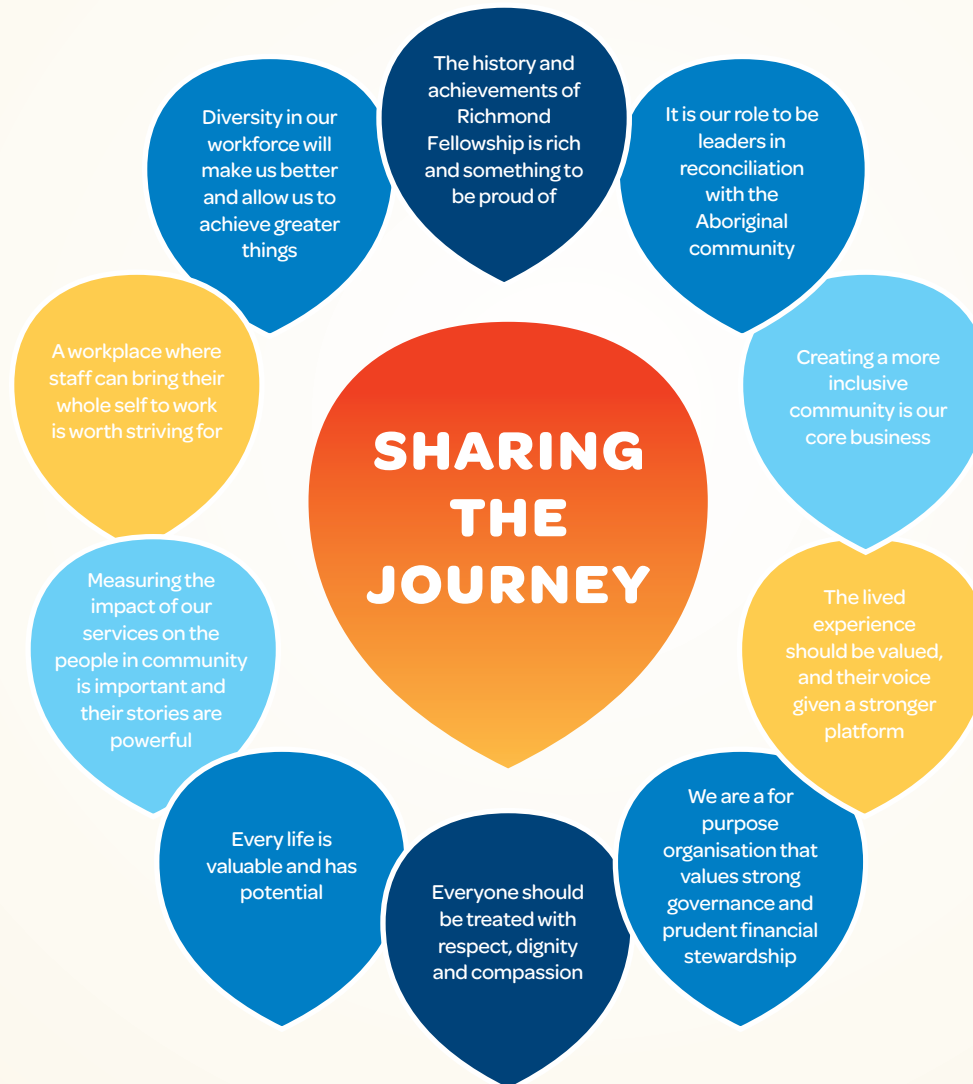 The history and
achievements of
Richmond
Fellowship is rich
and something to
be proud of
It is our role to be
leaders in
reconciliation
with the
Aboriginal
community
Creating a more
inclusive
community is our
core business
The lived
experience
should be valued,
and their voice
given a stronger
platform
We are a for
purpose
organisation that
values strong
governance and
prudent financial
stewardship
Everyone should
be treated with
respect, dignity
and compassion
Every life is
valuable and has
potential
Measuring the
impact of our
services on the
people in community
is important and
their stories are
powerful
A workplace where
staff can bring their
whole self to work
is worth striving for
Diversity in our
workforce will
make us better
and allow us to
achieve greater
things
SHARING
THE
JOURNEY